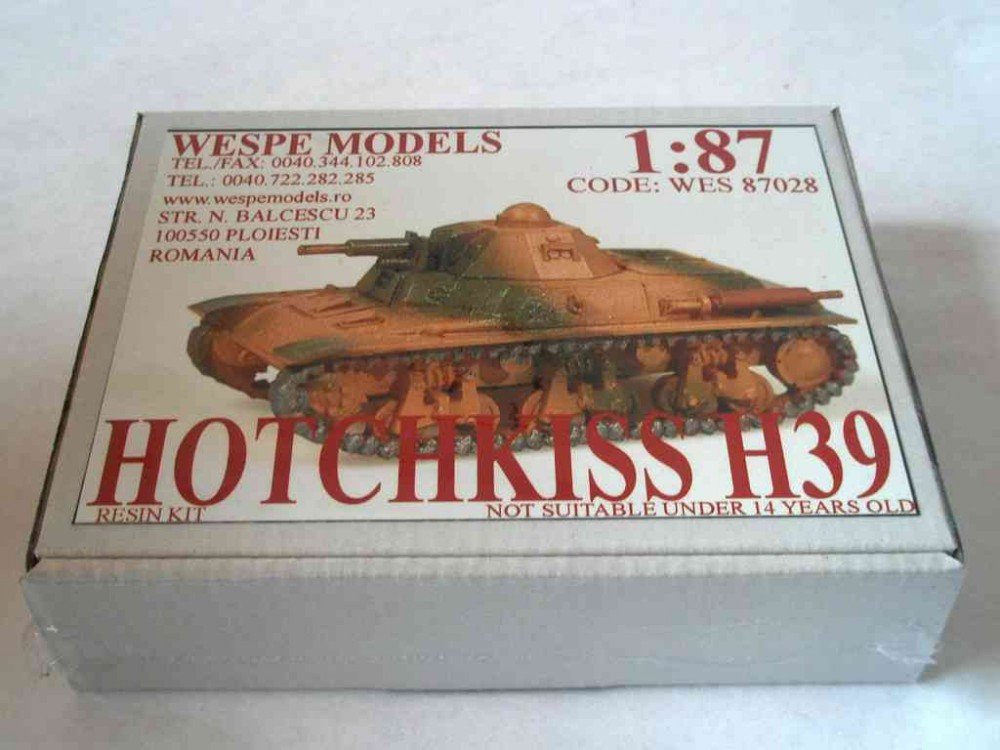 WESPE MODELS
TEL./FAX: 0040.344.102.808
TEL.: 0040.722.282.285
www.wespemodels.ro
STR. N. BALCESCU 23
100550 PLOIESTI
ROMANIA
1:87
CODE: WES 87028
HOTCHKISS H39
RESIN KIT
NOT SUITABLE UNDER 14 YEARS OLD